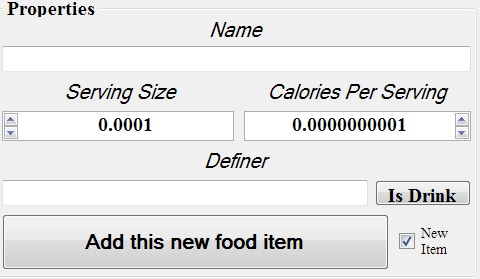 Properties
Name
Serving Size Calories Per Serving
0.0001 0.0000000001
Definer
Is Drink
Add this new food item
New
Item